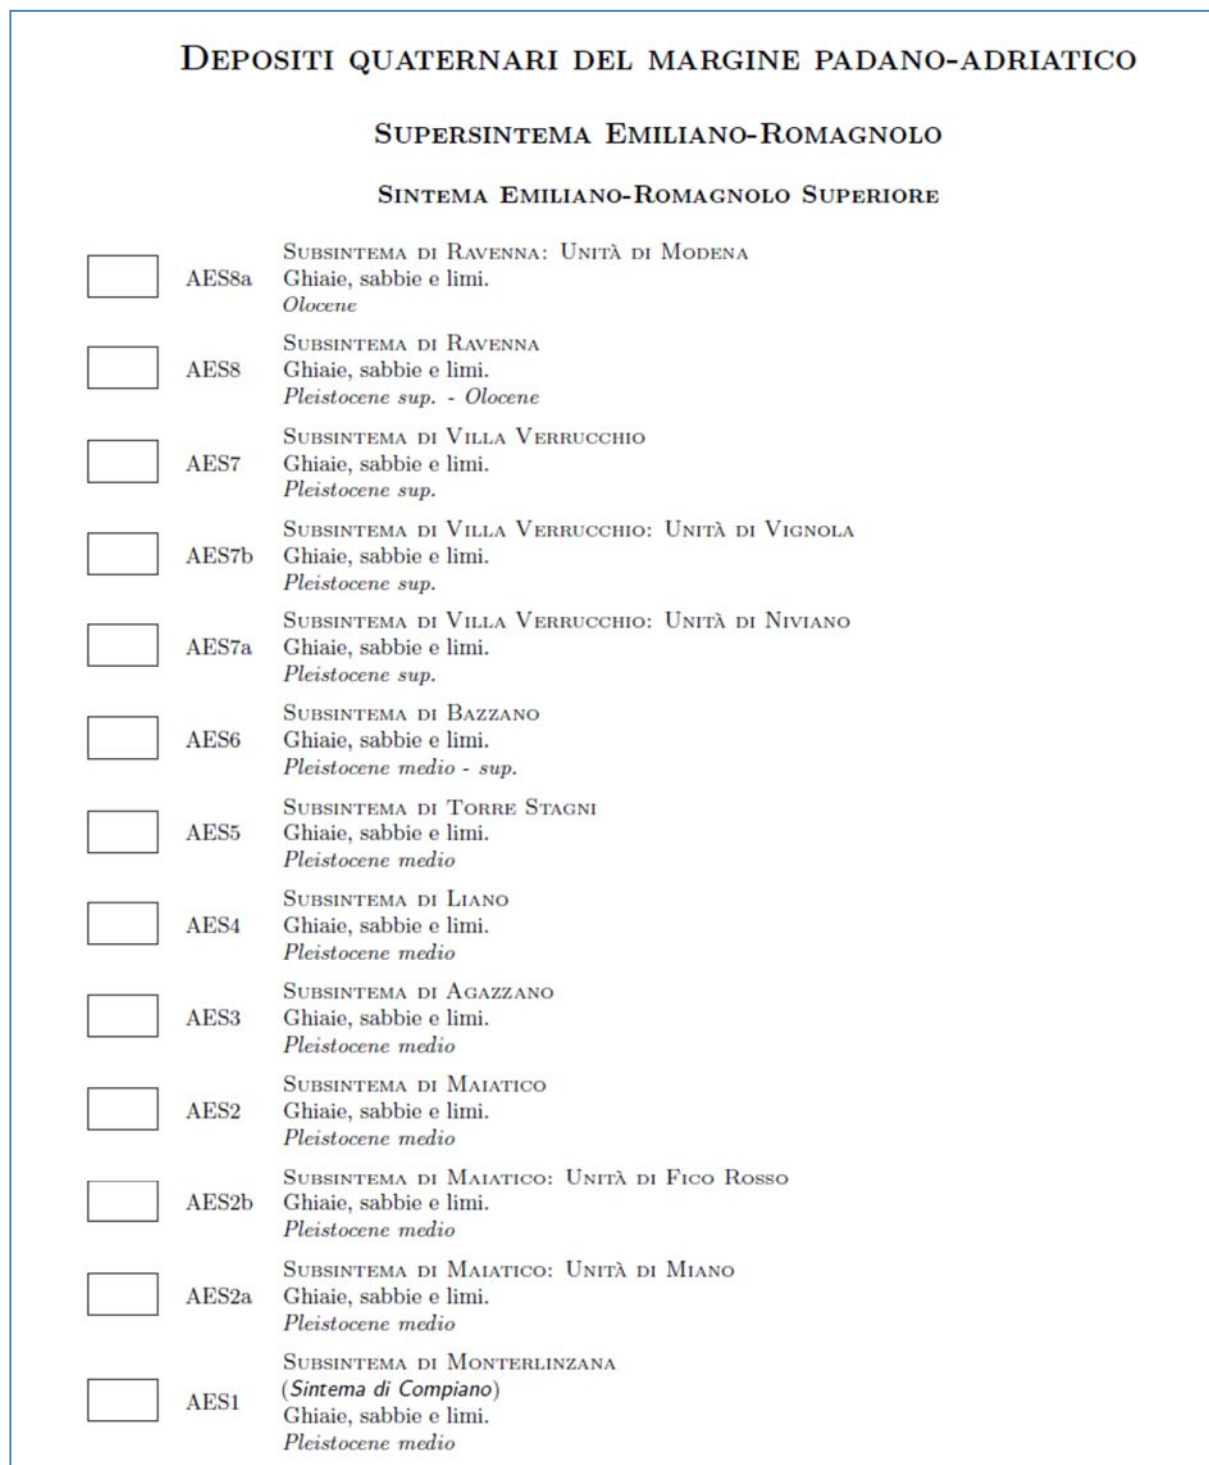 Depositi quaternari del margine padano-adriatico
Supersintema Emiliano-Romagnolo
Sintema Emiliano-Romagnolo Superiore
Subsintema di Ravenna: Unità di Modena
AES8a Ghiaie, sabbie e limi.
Olocene
Subsintema di Ravenna
AES8 Ghiaie, sabbie e limi.
Pleistocene sup. - Olocene
Subsintema di Villa Verrucchio
AES7 Ghiaie, sabbie e limi.
Pleistocene sup.
Subsintema di Villa Verrucchio: Unità di Vignola
AES7b Ghiaie, sabbie e limi.
Pleistocene sup.
Subsintema di Villa Verrucchio: Unità di Niviano
AES7a Ghiaie, sabbie e limi.
Pleistocene sup.
Subsintema di Bazzano
AES6 Ghiaie, sabbie e limi.
Pleistocene medio - sup.
Subsintema di Torre Stagni
AES5 Ghiaie, sabbie e limi.
Pleistocene medio
Subsintema di Liano
AES4 Ghiaie, sabbie e limi.
Pleistocene medio
Subsintema di Agazzano
AES3 Ghiaie, sabbie e limi.
Pleistocene medio
Subsintema di Maiatico
AES2 Ghiaie, sabbie e limi.
Pleistocene medio
Subsintema di Maiatico: Unità di Fico Rosso
AES2b Ghiaie, sabbie e limi.
Pleistocene medio
Subsintema di Maiatico: Unità di Miano
AES2a Ghiaie, sabbie e limi.
Pleistocene medio
Subsintema di Monterlinzana
(Sintema di Compiano)
AES1 Ghiaie, sabbie e limi.
Pleistocene medio